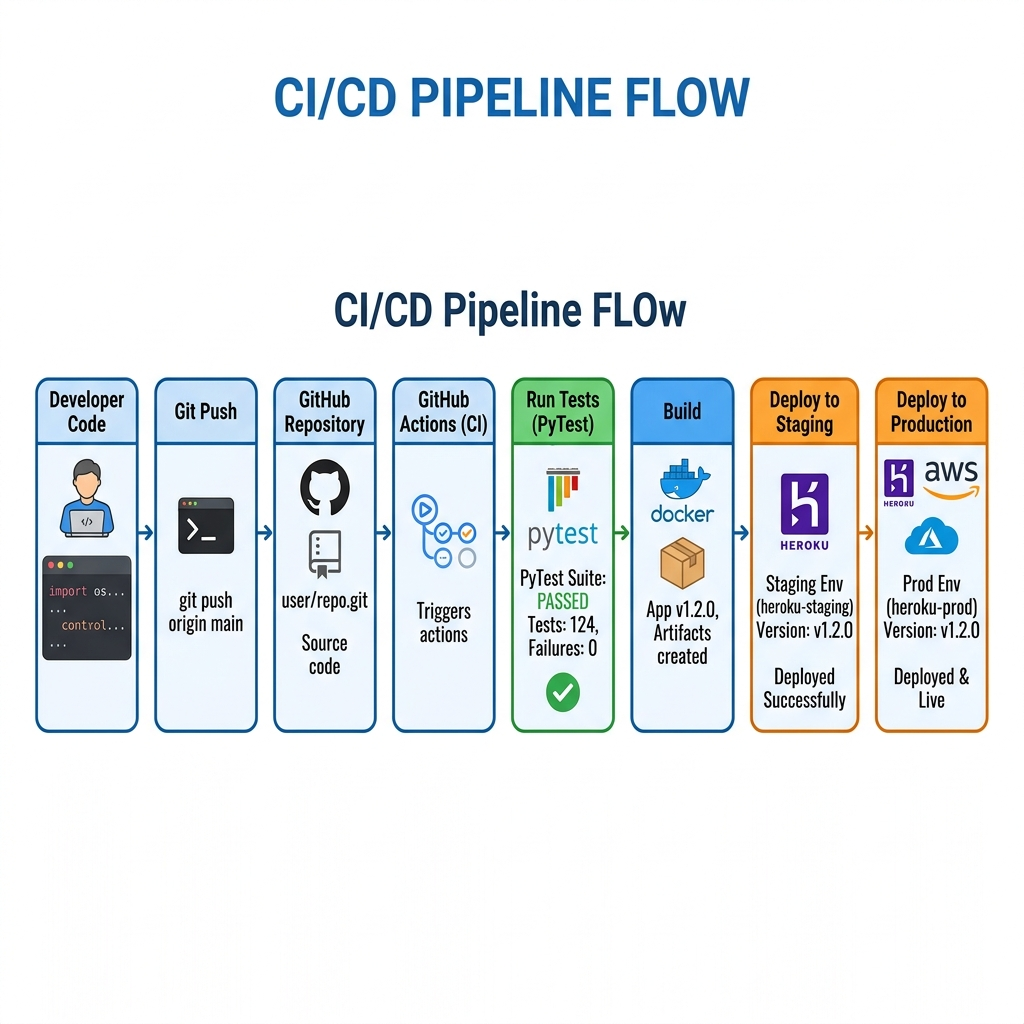 CI/CD PIPELINE FLOW
CI/CD Pipeline FLOw
Developer
Code
import os...
...
control...
...
Git Push
git push
origin main
GitHub
Repository
user/repo.git
Source
code
GitHub
Actions (CI)
Triggers
actions
Run Tests
(PyTest)
pytest
PyTest Suite:
PASSED
Tests: 124,
Failures: 0
Build
docker
App v1.2.0,
Artifacts
created
Deploy to
Staging
HEROKU
Staging Env
(heroku-staging)
Version: v1.2.0
Deployed
Successfully
Deploy to
Production
HEROKU
aws
Prod Env
(heroku-prod)
Version: v1.2.0
Deployed &
Live